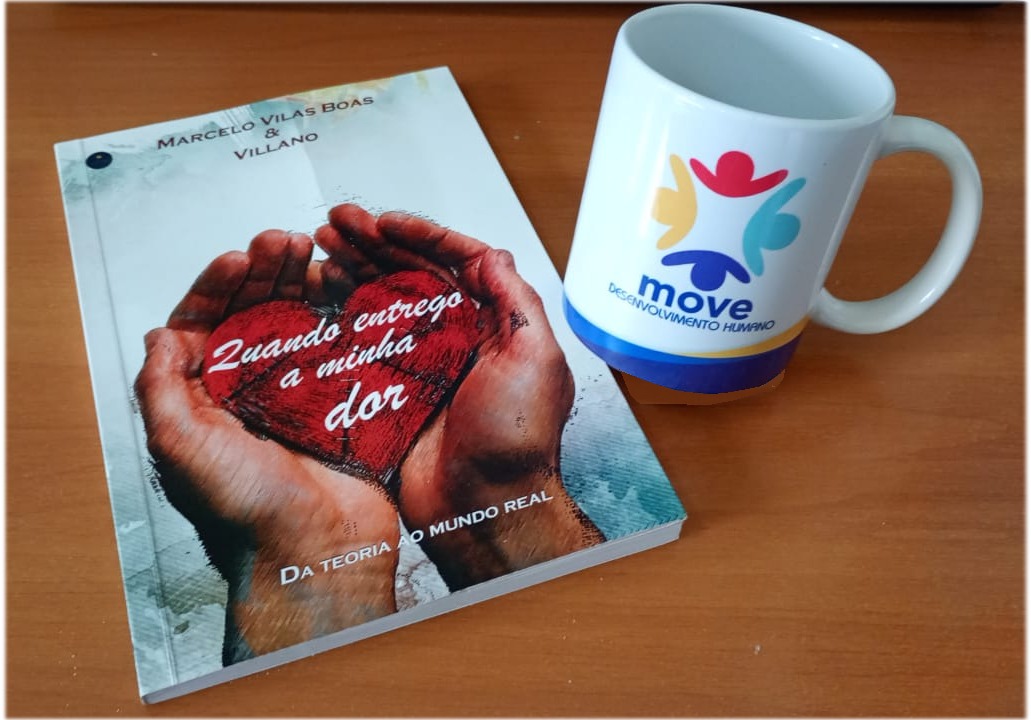 MARCELO VILAS BOAS
&
VILLANO
Quando entrego
a minha
dor
DA TEORIA AO MUNDO REAL
move
DESENVOLVIMENTO HUMANO